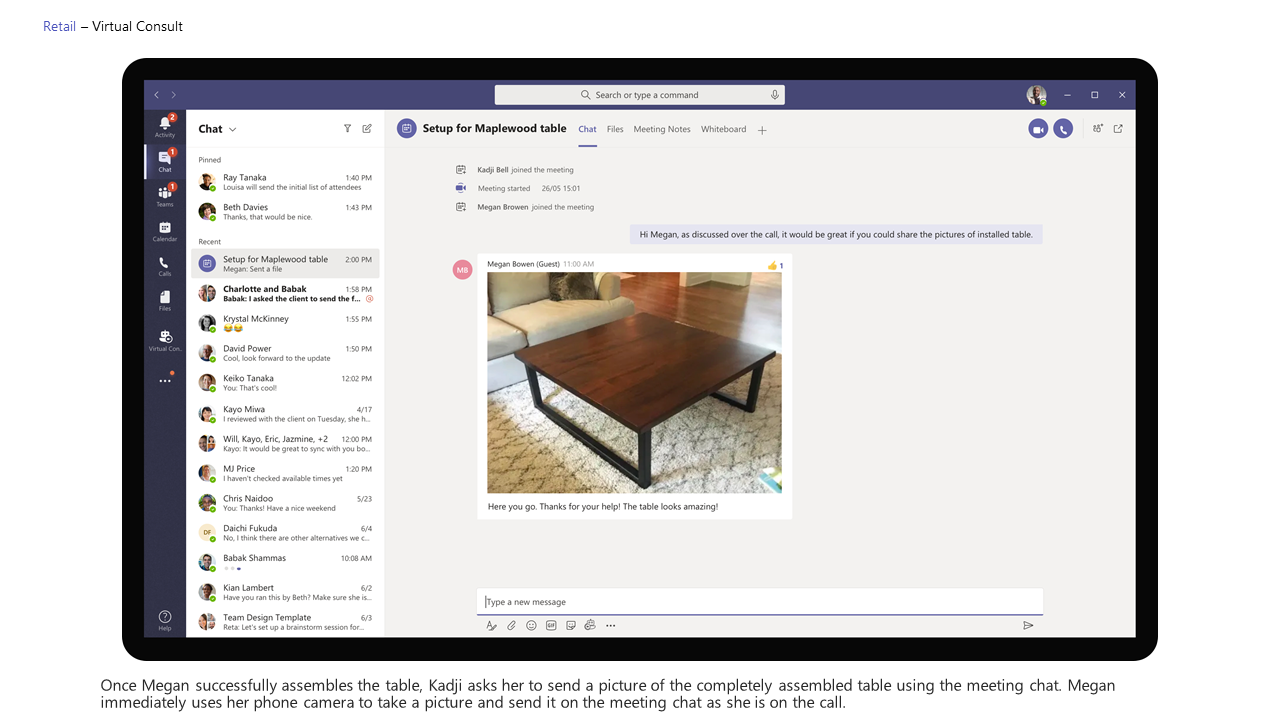 Retail – Virtual Consult
Search or type a command
2
Activity
1
Chat
1
Teams
Calendar
Calls
Files
Virtual Con..
Help
Chat
Pinned
Ray Tanaka 1:40 PM
Louisa will send the initial list of attendees
Beth Davies 1:43 PM
Thanks, that would be nice.
Recent
Setup for Maplewood table 2:00 PM
Megan: Sent a file
Charlotte and Babak 1:58 PM
Babak: I asked the client to send the f...
Krystal McKinney 1:55 PM
😂😂
David Power 1:50 PM
Cool, look forward to the update
Keiko Tanaka 12:02 PM
You: That's cool!
Kayo Miwa 4/17
I reviewed with the client on Tuesday, she h...
Will, Kayo, Eric, Jazmine, +2 12:00 PM
Kayo: It would be great to sync with you bo...
MJ Price 1:20 PM
I haven't checked available times yet
Chris Naidoo 5/23
You: Thanks! Have a nice weekend
DF
Daichi Fukuda 6/4
No, I think there are other alternatives we c...
Babak Shammas 10:08 AM
Kian Lambert 6/2
Have you ran this by Beth? Make sure she is...
Team Design Template 6/3
Reta: Let's set up a brainstorm session for...
Setup for Maplewood table Chat Files Meeting Notes Whiteboard
Kadji Bell joined the meeting
Meeting started 26/05 15:01
Megan Browen joined the meeting
Hi Megan, as discussed over the call, it would be great if you could share the pictures of installed table.
MB
Megan Bowen (Guest) 11:00 AM 👍 1
Here you go. Thanks for your help! The table looks amazing!
Type a new message
GIF
Once Megan successfully assembles the table, Kadji asks her to send a picture of the completely assembled table using the meeting chat. Megan
immediately uses her phone camera to take a picture and send it on the meeting chat as she is on the call.